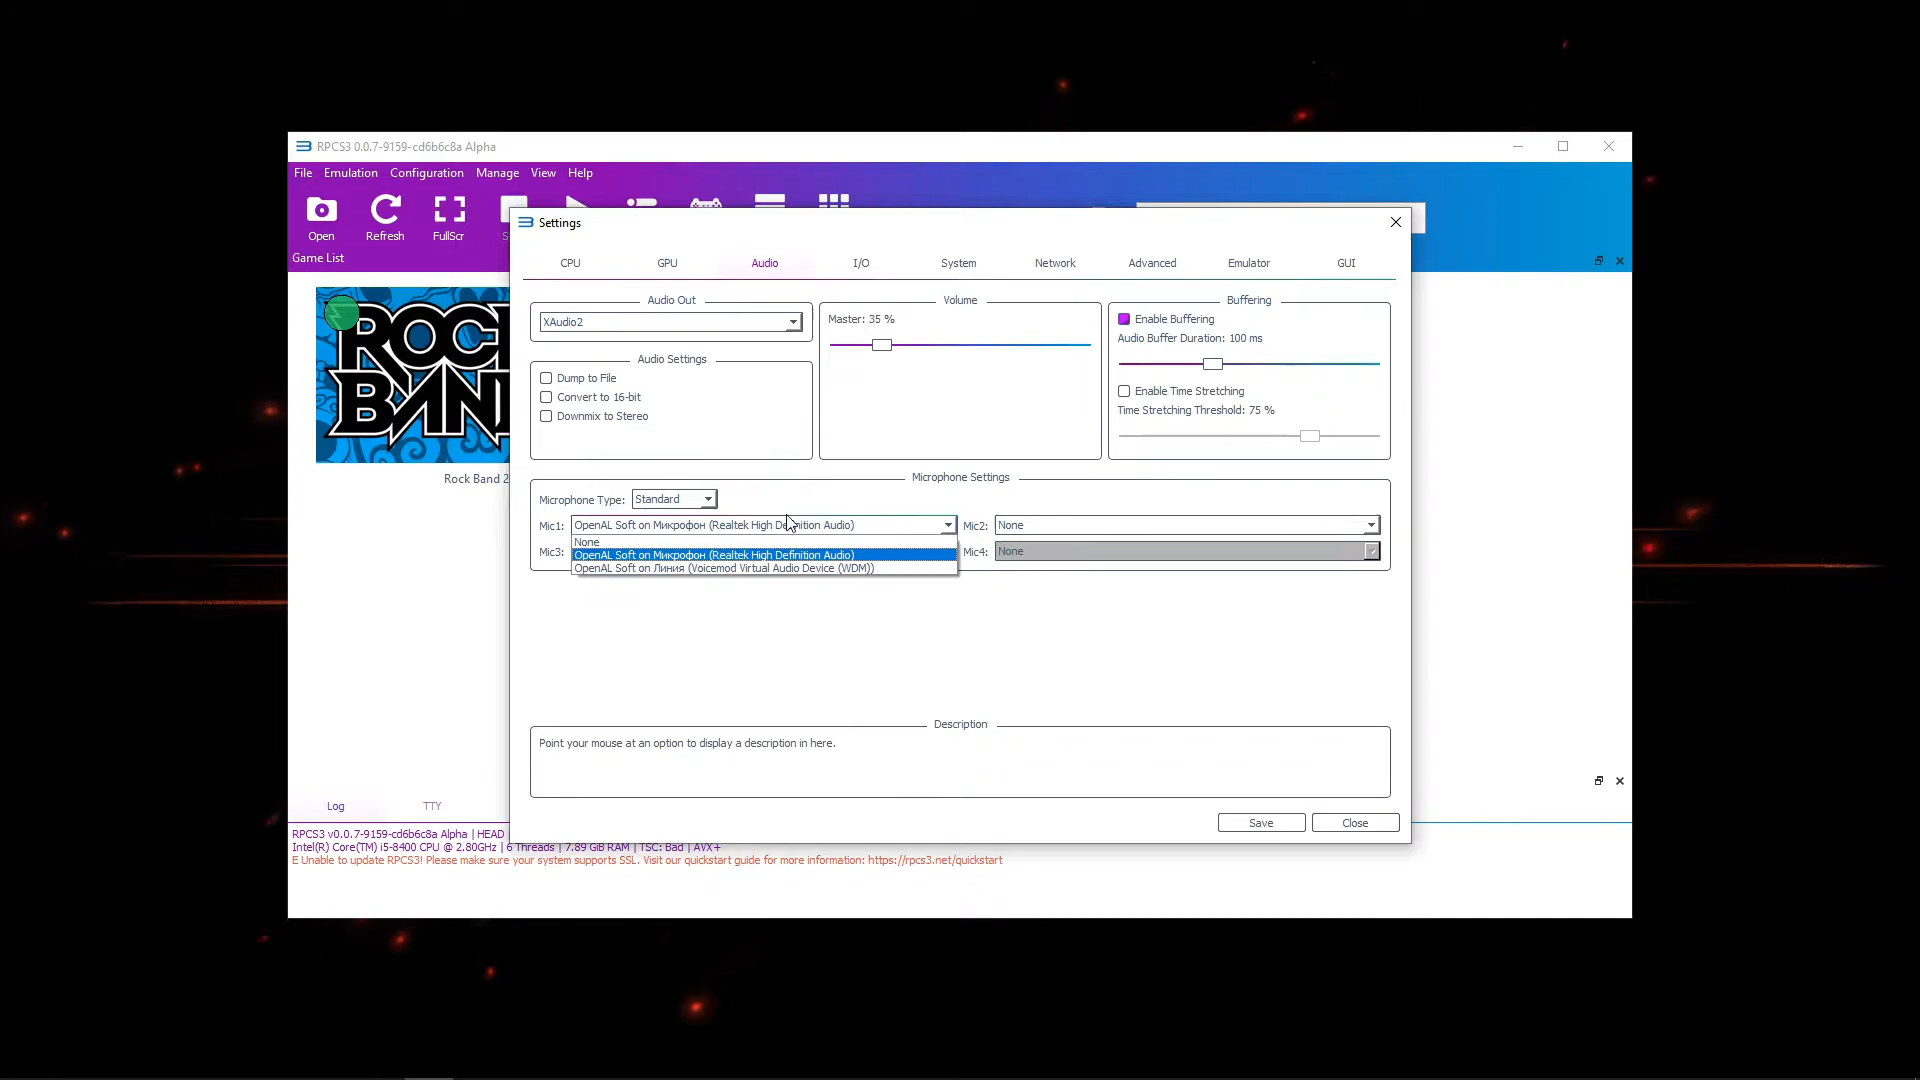 RPCS3 0.0.7-9159-cd6b6c8a Alpha
File Emulation Configuration Manage View Help
Open Refresh FullScr
Game List
Settings
CPU GPU Audio I/O System Network Advanced Emulator GUI
Audio Out Volume Buffering
XAudio2 Master: 35 % Enable Buffering
Audio Buffer Duration: 100 ms
Audio Settings
Dump to File
Convert to 16-bit
Downmix to Stereo
Enable Time Stretching
Time Stretching Threshold: 75 %
Rock Band 2
Microphone Settings
Microphone Type: Standard
Mic1: OpenAL Soft on Микрофон (Realtek High Definition Audio) Mic2: None
None
Mic3: OpenAL Soft on Микрофон (Realtek High Definition Audio) Mic4: None
OpenAL Soft on Линия (Voicemod Virtual Audio Device (WDM))
Description
Point your mouse at an option to display a description in here.
Log TTY
Save Close
RPCS3 v0.0.7-9159-cd6b6c8a Alpha | HEAD
Intel(R) Core(TM) i5-8400 CPU @ 2.80GHz | 6 Threads | 7.89 GiB RAM | TSC: Bad | AVX+
E Unable to update RPCS3! Please make sure your system supports SSL. Visit our quickstart guide for more information: https://rpcs3.net/quickstart